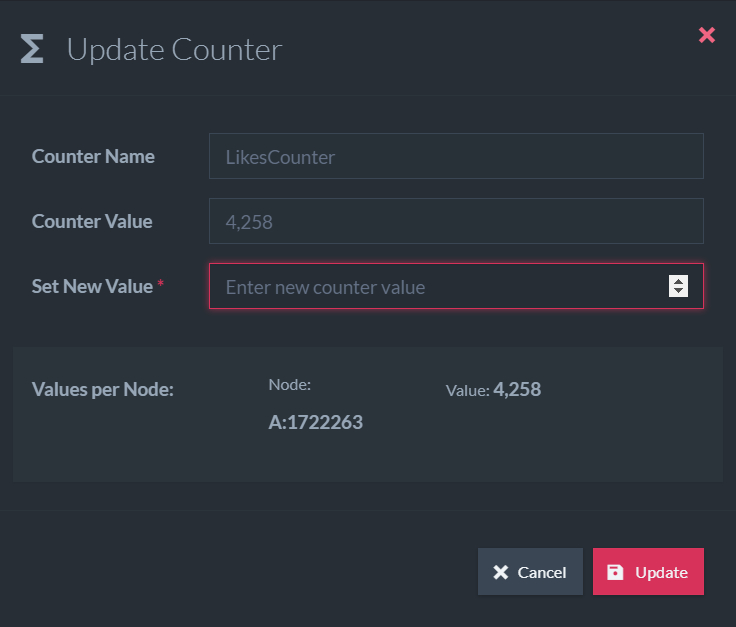 Σ Update Counter
Counter Name LikesCounter
Counter Value 4,258
Set New Value * Enter new counter value
Values per Node: Node: Value: 4,258
A:1722263
Cancel Update